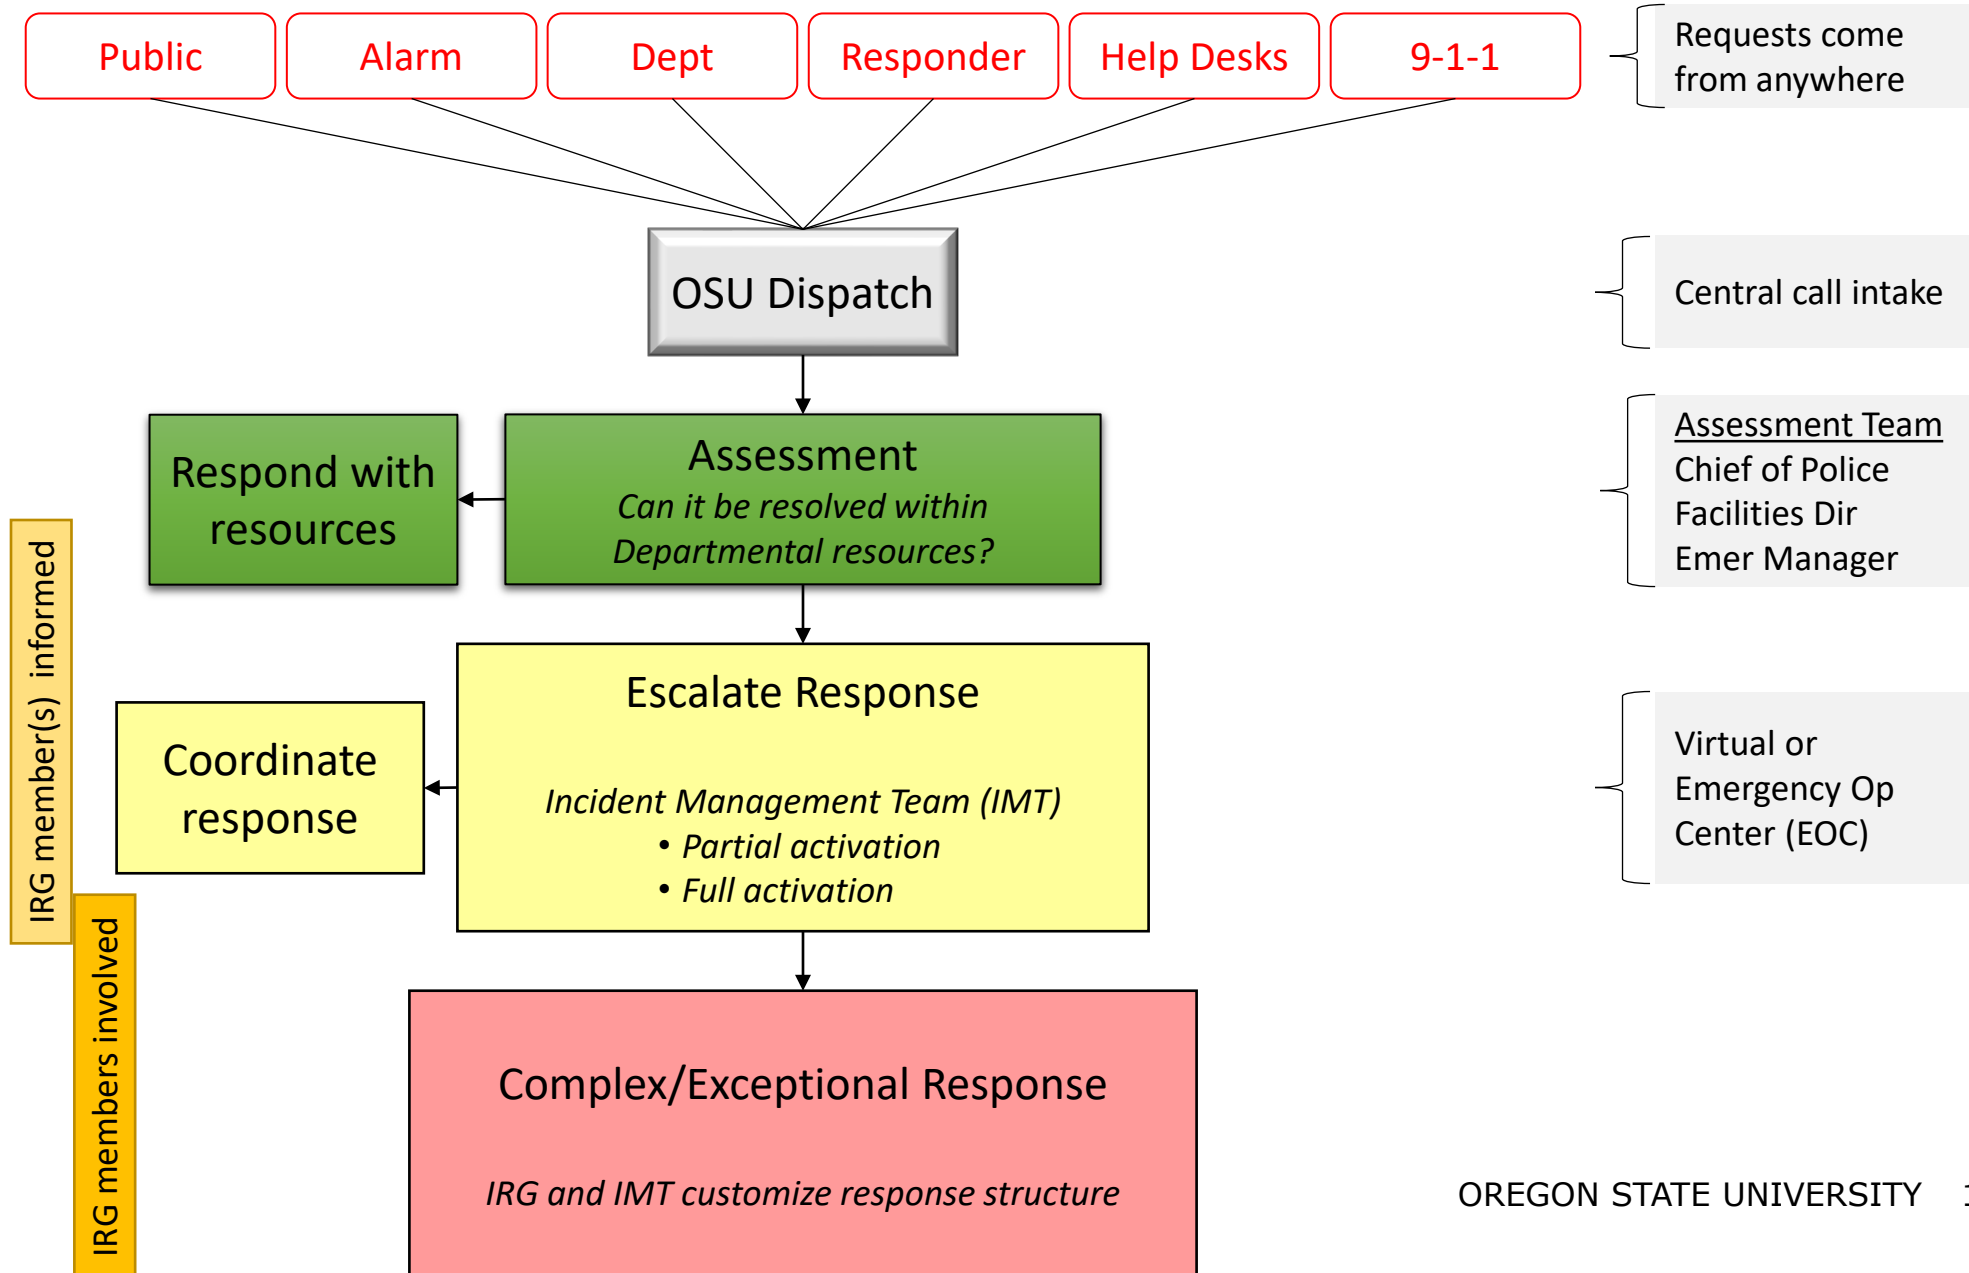 Public
Alarm
Dept
Responder
Help Desks
9-1-1
Requests come
from anywhere
OSU Dispatch
Central call intake
Respond with
resources
Assessment
Can it be resolved within
Departmental resources?
Assessment Team
Chief of Police
Facilities Dir
Emer Manager
IRG member(s) informed
Coordinate
response
Escalate Response
Incident Management Team (IMT)
• Partial activation
• Full activation
Virtual or
Emergency Op
Center (EOC)
IRG members involved
Complex/Exceptional Response
IRG and IMT customize response structure
OREGON STATE UNIVERSITY